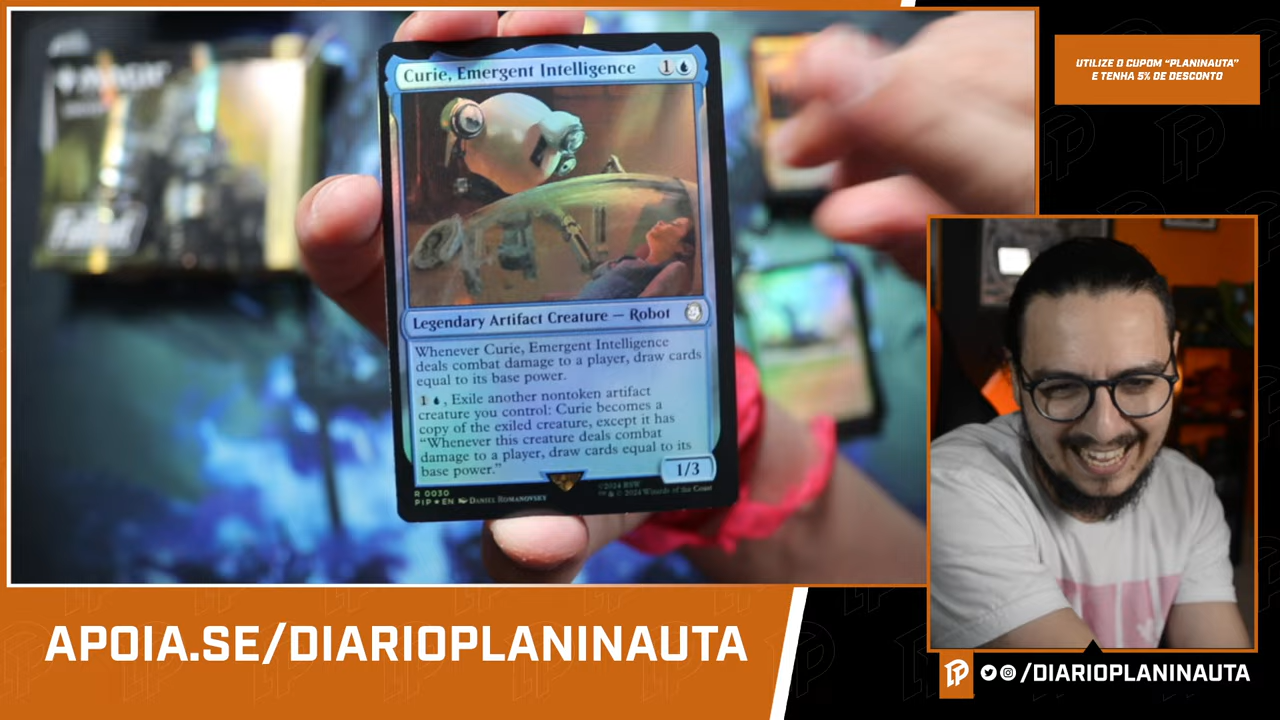 MAGIC
Fallout
Curie, Emergent Intelligence 1
Legendary Artifact Creature — Robot
Whenever Curie, Emergent Intelligence
deals combat damage to a player, draw cards
equal to its base power.
1 , Exile another nontoken artifact
creature you control: Curie becomes a
copy of the exiled creature, except it has
“Whenever this creature deals combat
damage to a player, draw cards equal to its
base power.”
1/3
R 0030
PIP ★ EN DANIEL ROMANOVSKY
© 2024 Wizards of the Coast
UTILIZE O CUPOM “PLANINAUTA”
E TENHA 5% DE DESCONTO
APOIA.SE/DIARIOPLANINAUTA
/DIARIOPLANINAUTA